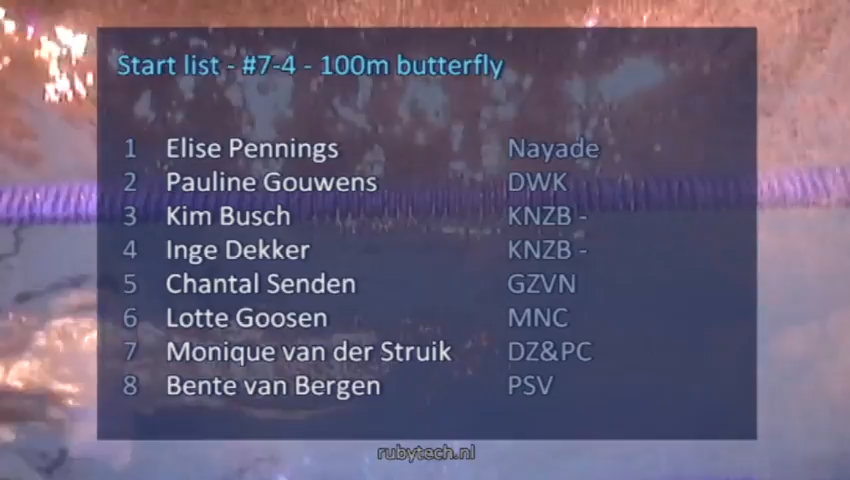 Start list - #7-4 - 100m butterfly
1 Elise Pennings Nayade
2 Pauline Gouwens DWK
3 Kim Busch KNZB -
4 Inge Dekker KNZB -
5 Chantal Senden GZVN
6 Lotte Goosen MNC
7 Monique van der Struik DZ&PC
8 Bente van Bergen PSV
rubytech.nl